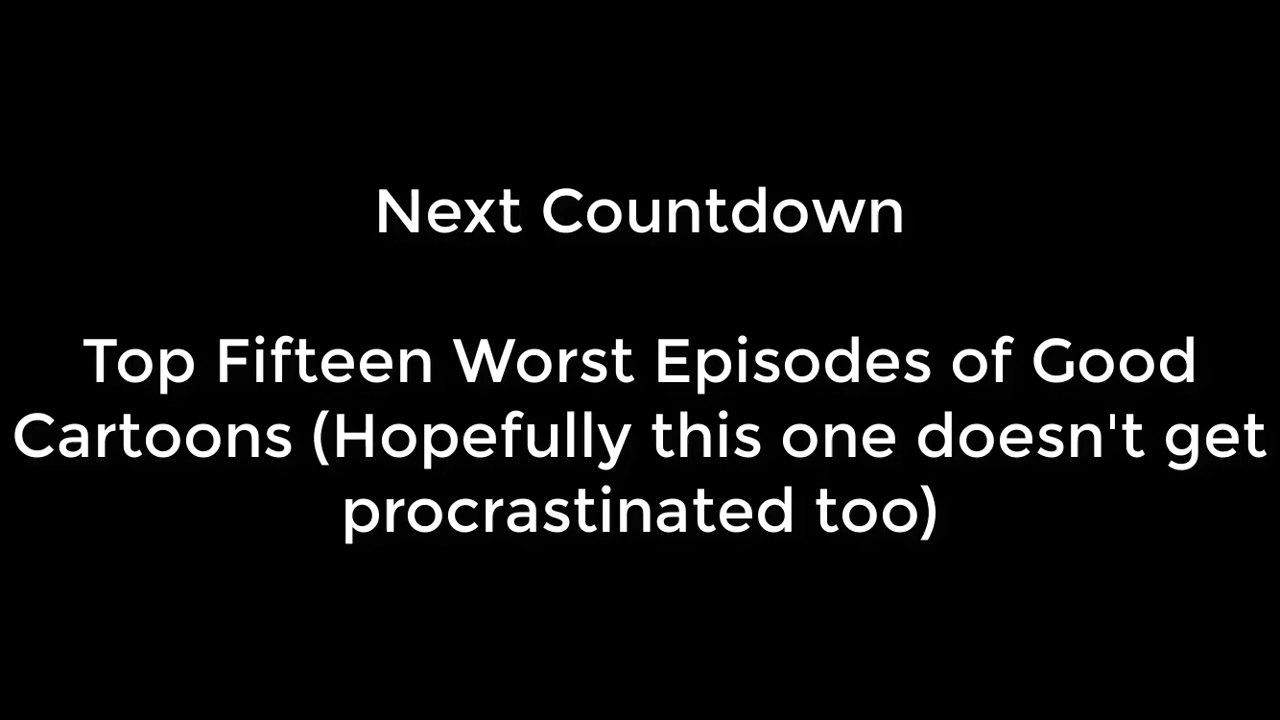 Next Countdown
Top Fifteen Worst Episodes of Good
Cartoons (Hopefully this one doesn't get
procrastinated too)